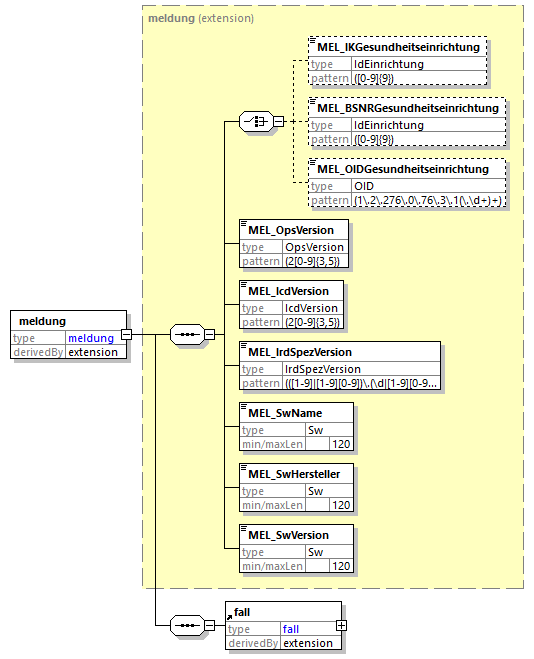 meldung (extension)
MEL_IKGesundheitseinrichtung
type IdEinrichtung
pattern ([0-9]{9})
MEL_BSNRGesundheitseinrichtung
type IdEinrichtung
pattern ([0-9]{9})
MEL_OIDGesundheitseinrichtung
type OID
pattern (1\.2\.276\.0\.76\.3\.1(\.\d+)+)
MEL_OpsVersion
type OpsVersion
pattern (2[0-9]{3,5})
MEL_IcdVersion
type IcdVersion
pattern (2[0-9]{3,5})
meldung
type meldung
derivedBy extension
MEL_IrdSpezVersion
type IrdSpezVersion
pattern (([1-9]|[1-9][0-9])\.(\d|[1-9][0-9...
MEL_SwName
type Sw
min/maxLen 120
MEL_SwHersteller
type Sw
min/maxLen 120
MEL_SwVersion
type Sw
min/maxLen 120
fall
type fall
derivedBy extension